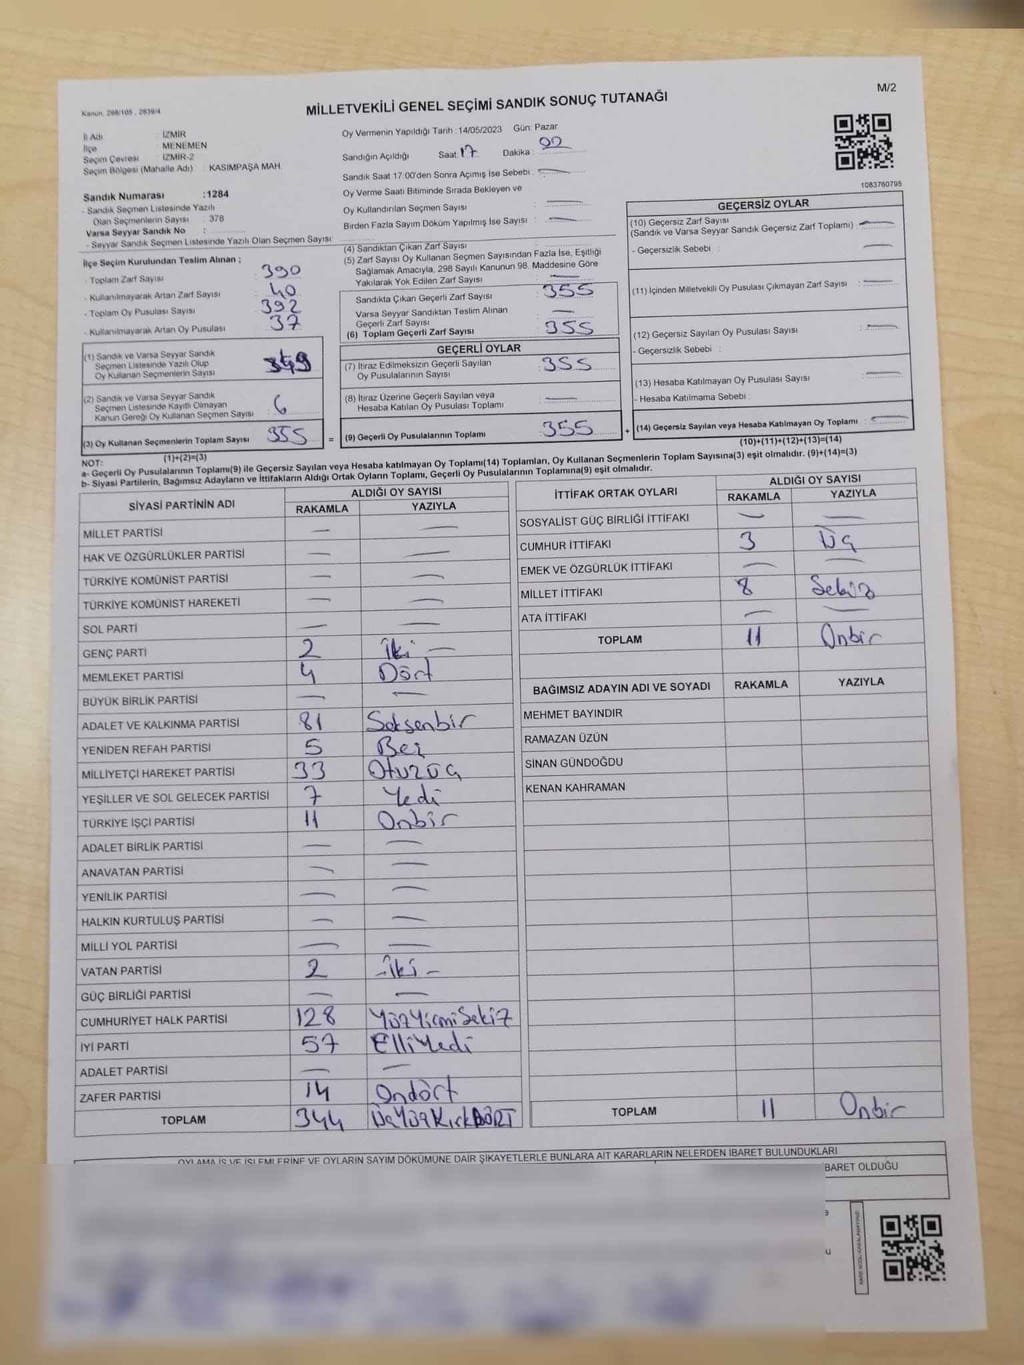 Kanun. 298/105 , 2839/4
M/2
MİLLETVEKİLİ GENEL SEÇİMİ SANDIK SONUÇ TUTANAĞI
İl Adı : İZMİR
İlçe : MENEMEN
Seçim Çevresi : İZMİR-2
Seçim Bölgesi (Mahalle Adı) : KASIMPAŞA MAH
Sandık Numarası :1284
- Sandık Seçmen Listesinde Yazılı
Olan Seçmenlerin Sayısı : 378
Varsa Seyyar Sandık No :
- Seyyar Sandık Seçmen Listesinde Yazılı Olan Seçmen Sayısı:
İlçe Seçim Kurulundan Teslim Alınan ;
- Toplam Zarf Sayısı 390
- Kullanılmayarak Artan Zarf Sayısı 40
- Toplam Oy Pusulası Sayısı 392
- Kullanılmayarak Artan Oy Pusulası 37
(1) Sandık ve Varsa Seyyar Sandık
Seçmen Listesinde Yazılı Olup
Oy Kullanan Seçmenlerin Sayısı 349
(2) Sandık ve Varsa Seyyar Sandık
Seçmen Listesinde Kayıtlı Olmayan
Kanun Gereği Oy Kullanan Seçmen Sayısı 6
(3) Oy Kullanan Seçmenlerin Toplam Sayısı 355 =
(1)+(2)=(3)
Oy Vermenin Yapıldığı Tarih :14/05/2023 Gün: Pazar
Sandığın Açıldığı Saat: 17 Dakika :
Sandık Saat 17:00'den Sonra Açılmış İse Sebebi : —
Oy Verme Saati Bitiminde Sırada Bekleyen ve
Oy Kullandırılan Seçmen Sayısı —
Birden Fazla Sayım Döküm Yapılmış İse Sayısı : —
(4) Sandıktan Çıkan Zarf Sayısı
(5) Zarf Sayısı Oy Kullanan Seçmen Sayısından Fazla İse, Eşitliği
Sağlamak Amacıyla, 298 Sayılı Kanunun 98. Maddesine Göre
Yakılarak Yok Edilen Zarf Sayısı —
Sandıkta Çıkan Geçerli Zarf Sayısı 355
Varsa Seyyar Sandıktan Teslim Alınan
Geçerli Zarf Sayısı —
(6) Toplam Geçerli Zarf Sayısı 355
GEÇERLİ OYLAR
(7) İtiraz Edilmeksizin Geçerli Sayılan
Oy Pusulalarının Sayısı 355
(8) İtiraz Üzerine Geçerli Sayılan veya
Hesaba Katılan Oy Pusulası Toplamı —
(9) Geçerli Oy Pusulalarının Toplamı 355 +
1083760795
GEÇERSİZ OYLAR
(10) Geçersiz Zarf Sayısı
(Sandık ve Varsa Seyyar Sandık Geçersiz Zarf Toplamı) —
- Geçersizlik Sebebi : —
(11) İçinden Milletvekili Oy Pusulası Çıkmayan Zarf Sayısı —
(12) Geçersiz Sayılan Oy Pusulası Sayısı —
- Geçersizlik Sebebi :
(13) Hesaba Katılmayan Oy Pusulası Sayısı —
- Hesaba Katılmama Sebebi :
(14) Geçersiz Sayılan veya Hesaba Katılmayan Oy Toplamı —
(10)+(11)+(12)+(13)=(14)
NOT:
a- Geçerli Oy Pusulalarının Toplamı(9) ile Geçersiz Sayılan veya Hesaba katılmayan Oy Toplamı(14) Toplamları, Oy Kullanan Seçmenlerin Toplam Sayısına(3) eşit olmalıdır. (9)+(14)=(3)
b- Siyasi Partilerin, Bağımsız Adayların ve İttifakların Aldığı Ortak Oyların Toplamı, Geçerli Oy Pusulalarının Toplamına(9) eşit olmalıdır.
SİYASİ PARTİNİN ADI ALDIĞI OY SAYISI
RAKAMLA YAZIYLA
MİLLET PARTİSİ — —
HAK VE ÖZGÜRLÜKLER PARTİSİ — —
TÜRKİYE KOMÜNİST PARTİSİ — —
TÜRKİYE KOMÜNİST HAREKETİ — —
SOL PARTİ — —
GENÇ PARTİ 2 İki —
MEMLEKET PARTİSİ 4 Dört
BÜYÜK BİRLİK PARTİSİ — —
ADALET VE KALKINMA PARTİSİ 81 Seksenbir
YENİDEN REFAH PARTİSİ 5 Beş
MİLLİYETÇİ HAREKET PARTİSİ 33 Otuzüç
YEŞİLLER VE SOL GELECEK PARTİSİ 7 Yedi
TÜRKİYE İŞÇİ PARTİSİ 11 Onbir
ADALET BİRLİK PARTİSİ — —
ANAVATAN PARTİSİ — —
YENİLİK PARTİSİ — —
HALKIN KURTULUŞ PARTİSİ — —
MİLLİ YOL PARTİSİ — —
VATAN PARTİSİ 2 -İki-
GÜÇ BİRLİĞİ PARTİSİ — —
CUMHURİYET HALK PARTİSİ 128 YüzYirmiSekiz
İYİ PARTİ 57 ElliYedi
ADALET PARTİSİ — —
ZAFER PARTİSİ 14 Ondört
TOPLAM 344 ÜçYüzKırkDÖRT
İTTİFAK ORTAK OYLARI ALDIĞI OY SAYISI
RAKAMLA YAZIYLA
SOSYALİST GÜÇ BİRLİĞİ İTTİFAKI — —
CUMHUR İTTİFAKI 3 Üç
EMEK VE ÖZGÜRLÜK İTTİFAKI — —
MİLLET İTTİFAKI 8 Sekiz
ATA İTTİFAKI — —
TOPLAM 11 Onbir
BAĞIMSIZ ADAYIN ADI VE SOYADI RAKAMLA YAZIYLA
MEHMET BAYINDIR
RAMAZAN ÜZÜN
SİNAN GÜNDOĞDU
KENAN KAHRAMAN
TOPLAM 11 Onbir
OYLAMA İŞ VE İŞLEMLERİNE VE OYLARIN SAYIM DÖKÜMÜNE DAİR ŞİKAYETLERLE BUNLARA AİT KARARLARIN NELERDEN İBARET BULUNDUKLARI
BARET OLDUĞU